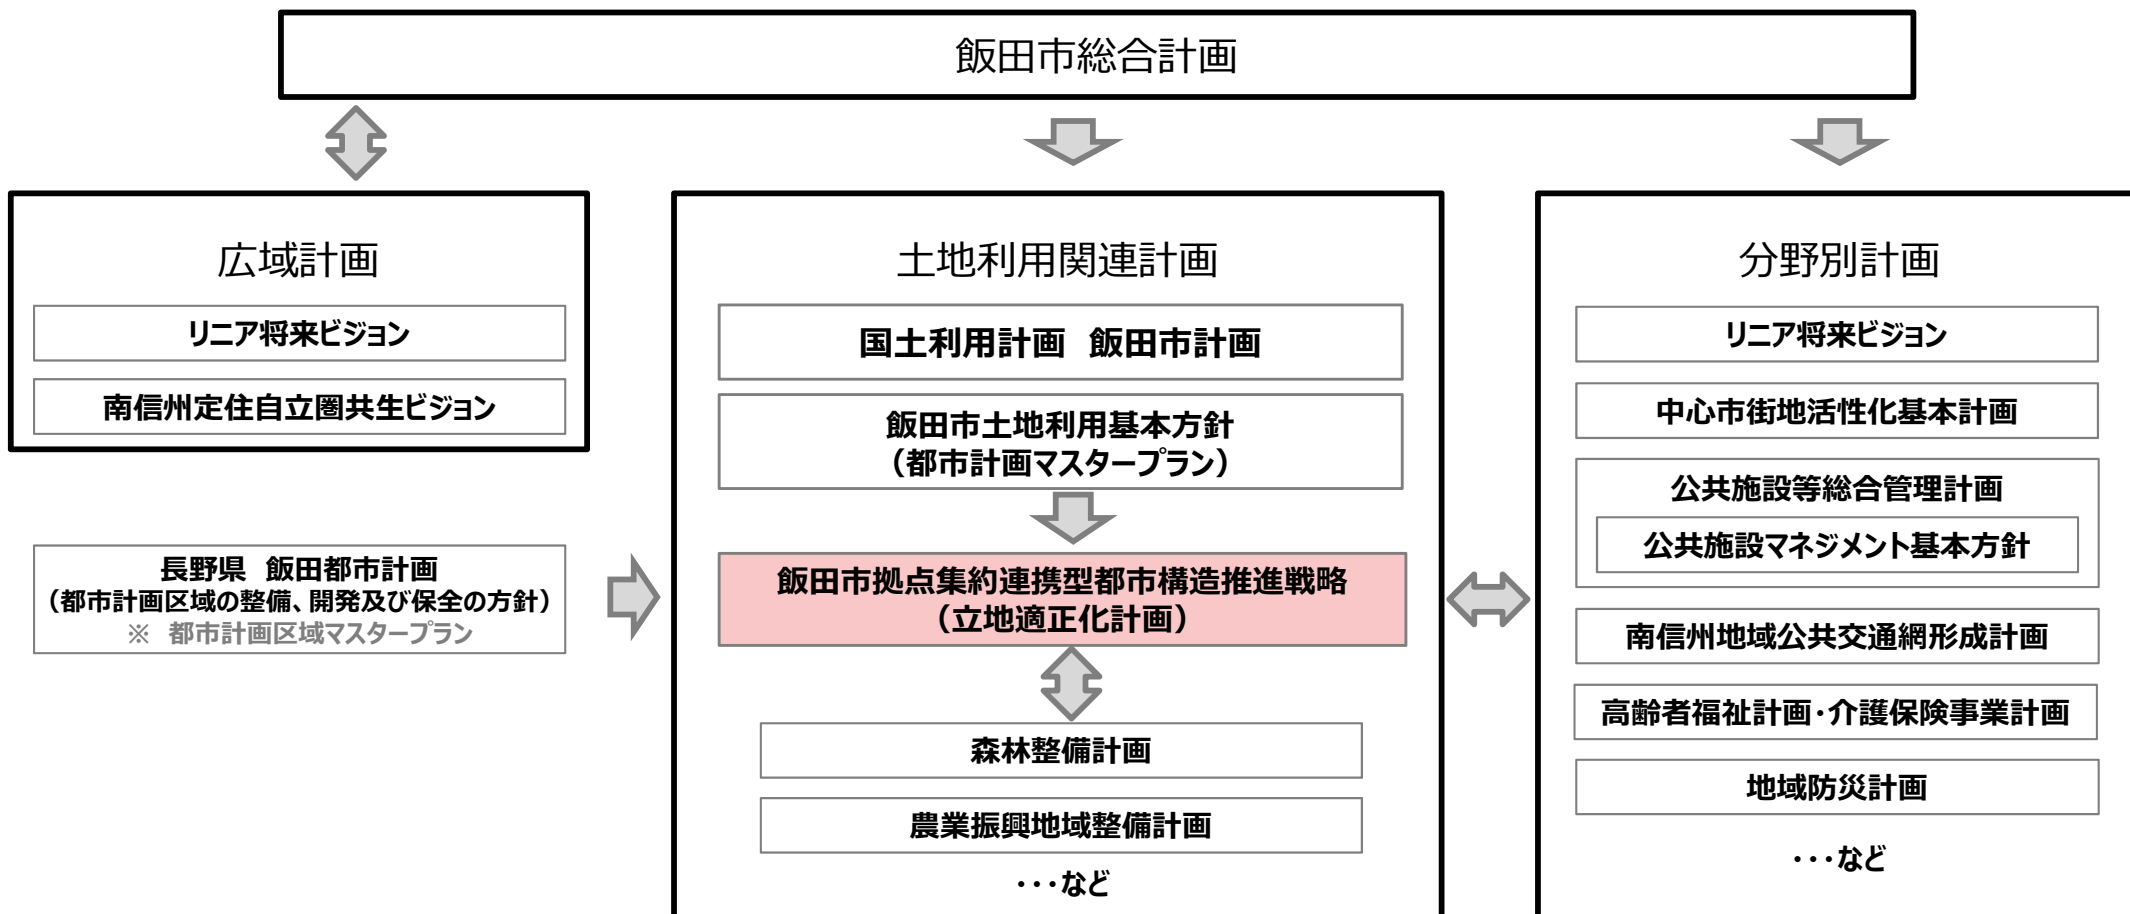 飯田市総合計画
広域計画
リニア将来ビジョン
南信州定住自立圏共生ビジョン
長野県　飯田都市計画
（都市計画区域の整備、開発及び保全の方針）
※　都市計画区域マスタープラン
土地利用関連計画
国土利用計画　飯田市計画
飯田市土地利用基本方針
（都市計画マスタープラン）
飯田市拠点集約連携型都市構造推進戦略
（立地適正化計画）
森林整備計画
農業振興地域整備計画
・・・など
分野別計画
リニア将来ビジョン
中心市街地活性化基本計画
公共施設等総合管理計画
公共施設マネジメント基本方針
南信州地域公共交通網形成計画
高齢者福祉計画・介護保険事業計画
地域防災計画
・・・など